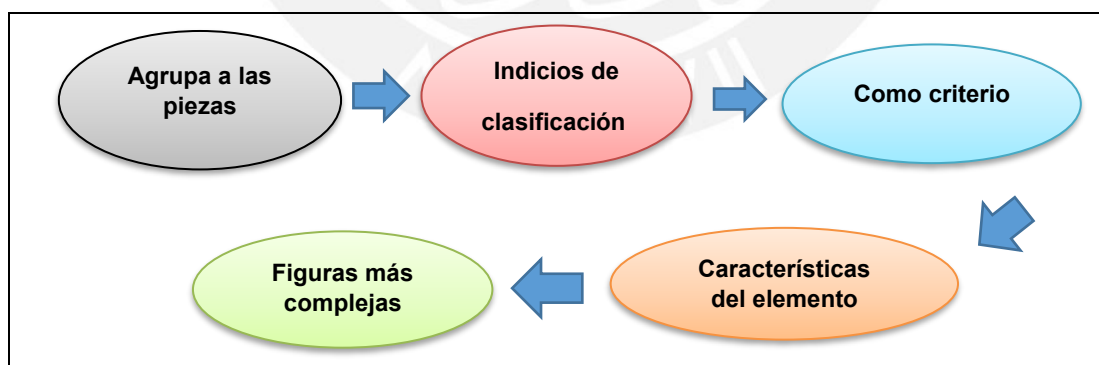 Agrupa a las
piezas
Indicios de
clasificación
Como criterio
Características
del elemento
Figuras más
complejas